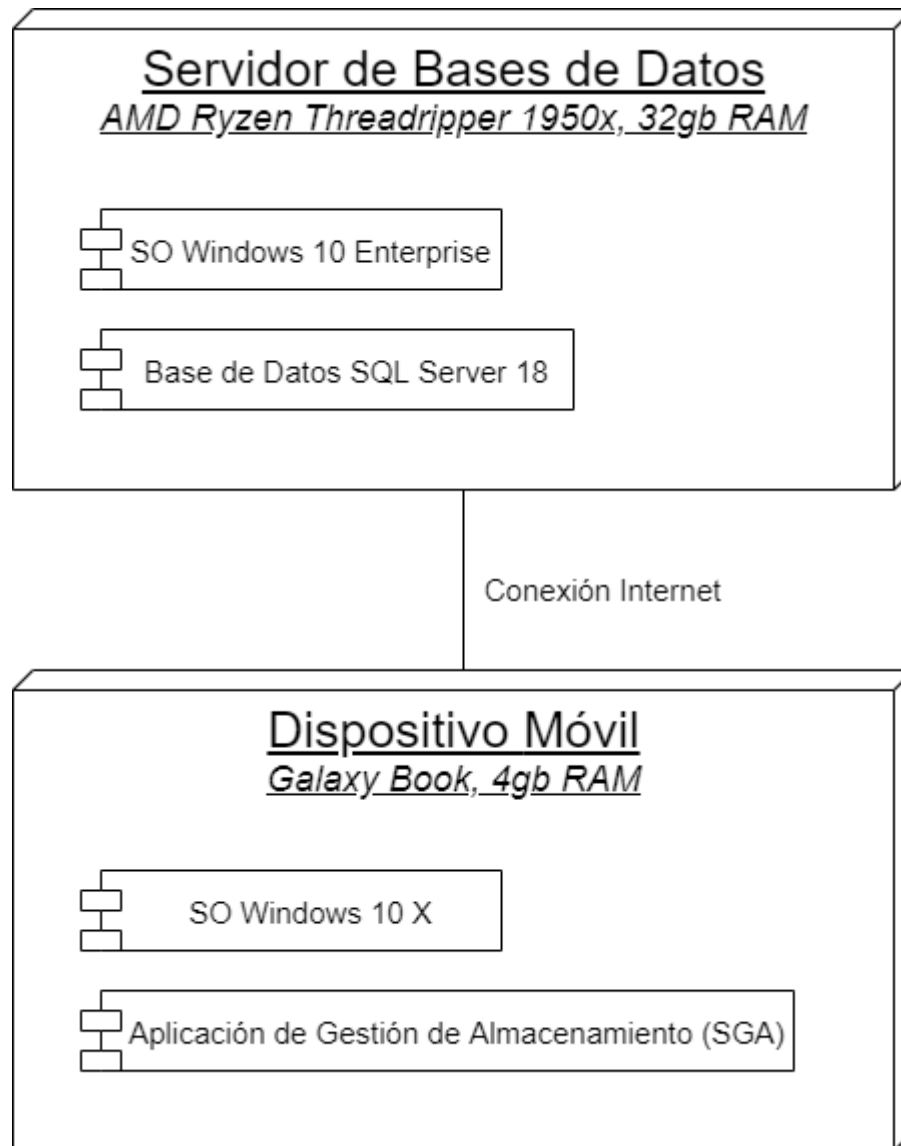 Servidor de Bases de Datos
AMD Ryzen Threadripper 1950x, 32gb RAM
SO Windows 10 Enterprise
Base de Datos SQL Server 18
Conexión Internet
Dispositivo Móvil
Galaxy Book, 4gb RAM
SO Windows 10 X
Aplicación de Gestión de Almacenamiento (SGA)